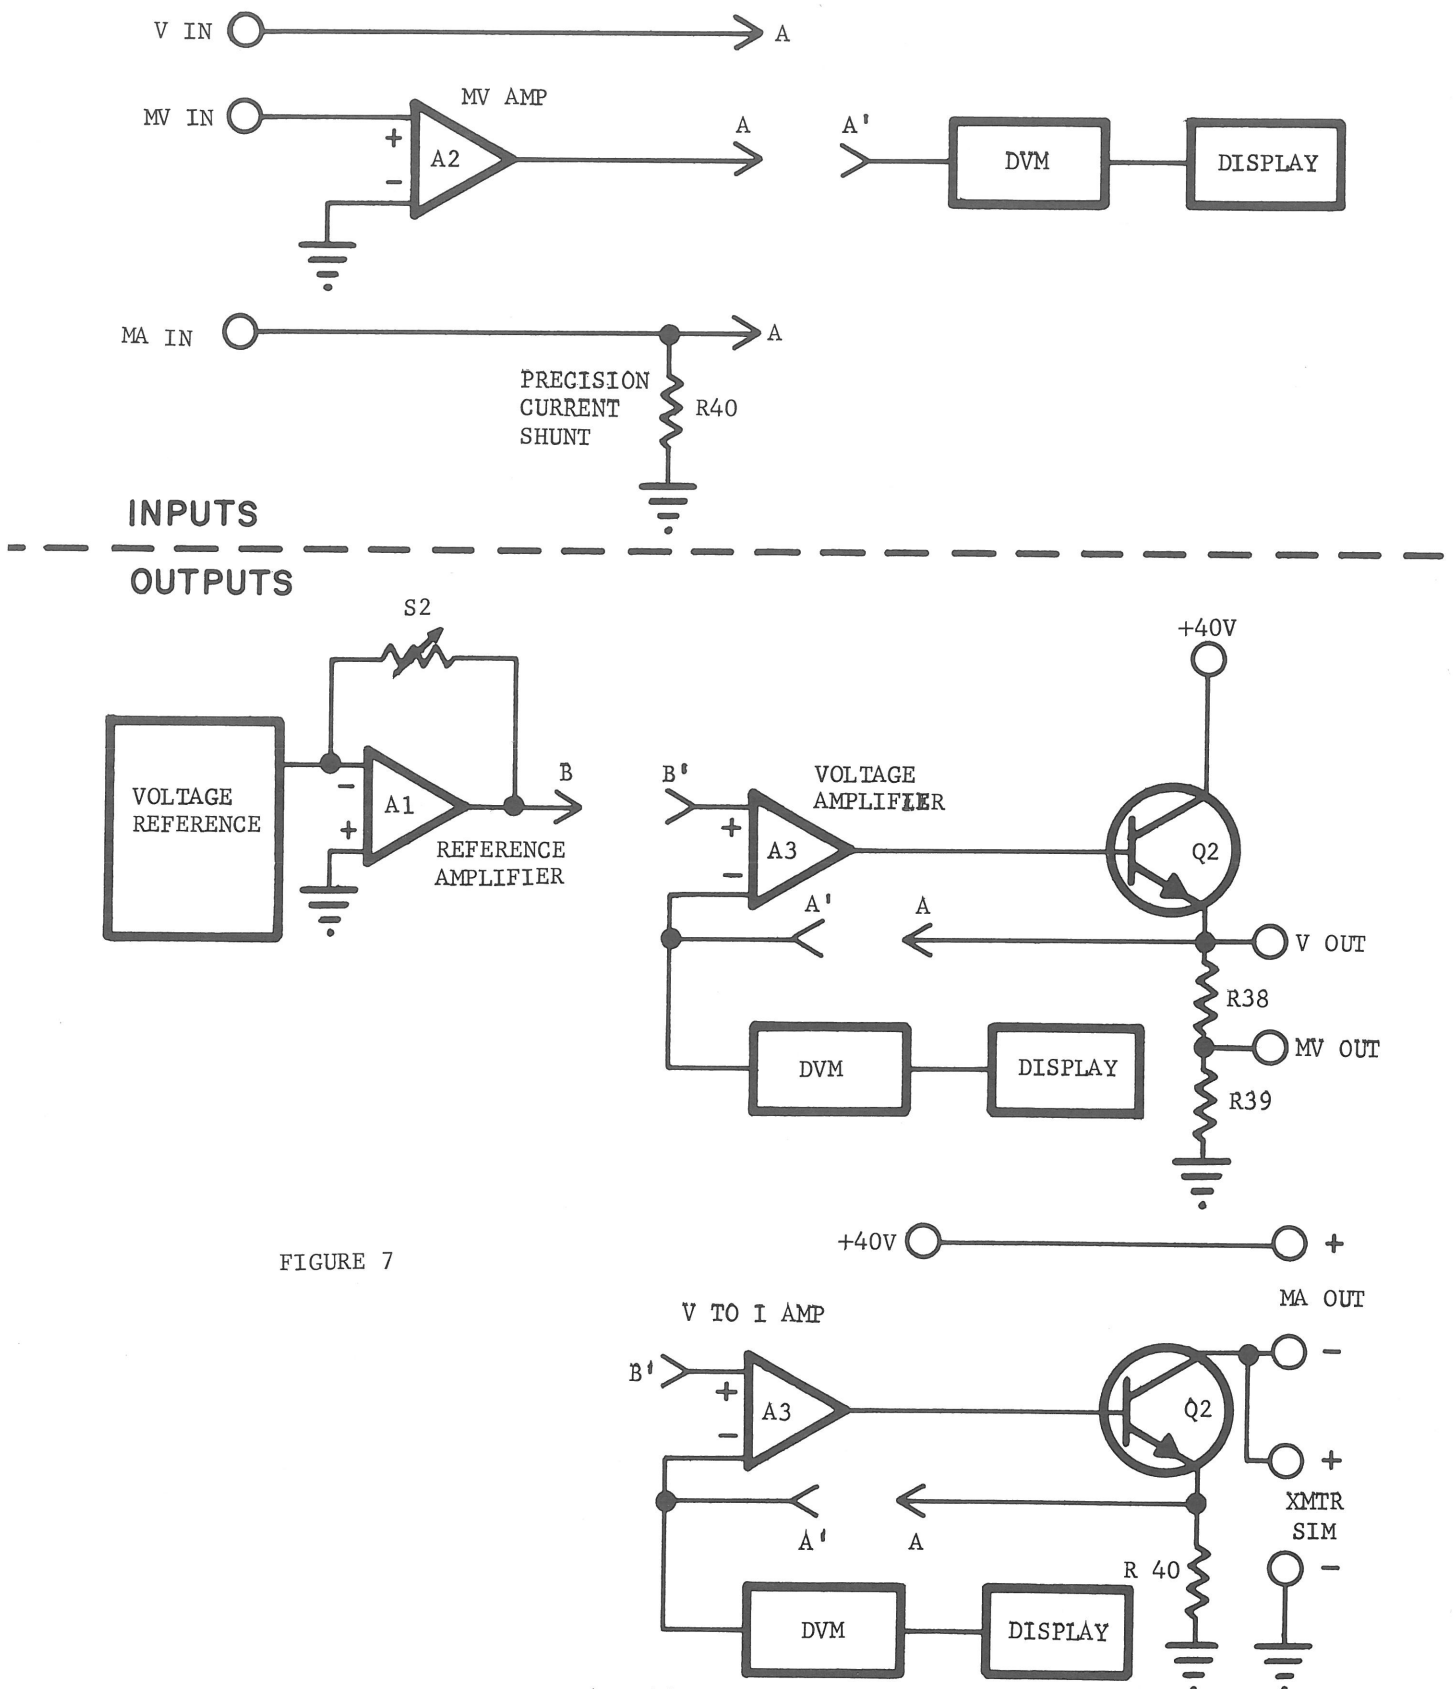 V IN
A
MV IN
MV AMP
+
A2
−
A
A'
DVM
DISPLAY
MA IN
A
PRECISION
CURRENT
SHUNT
R40
INPUTS
OUTPUTS
S2
VOLTAGE
REFERENCE
−
A1
+
B
REFERENCE
AMPLIFIER
B'
VOLTAGE
AMPLIFIER
+
A3
−
A'
A
+40V
Q2
V OUT
R38
MV OUT
R39
DVM
DISPLAY
FIGURE 7
+40V
+
MA OUT
−
V TO I AMP
B'
+
A3
−
A'
A
Q2
+
XMTR
SIM
−
R 40
DVM
DISPLAY